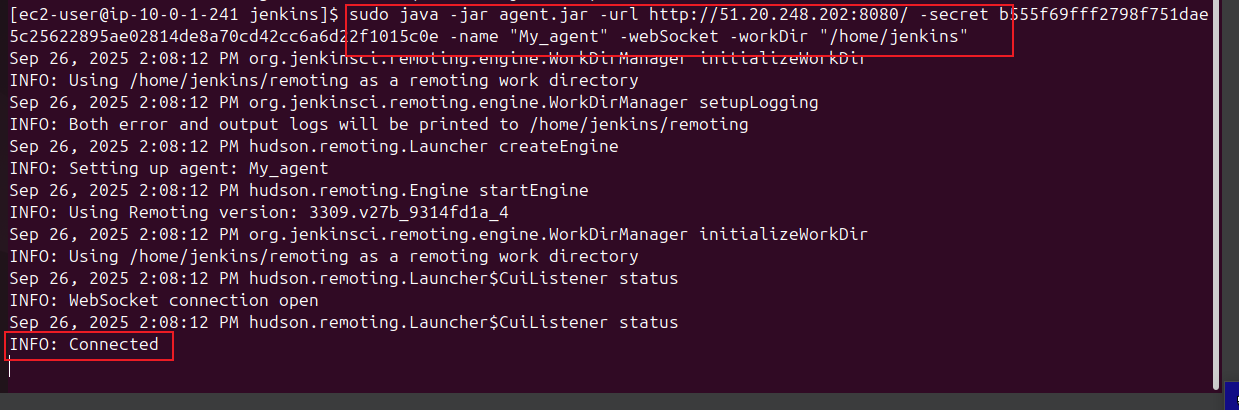 [ec2-user@ip-10-0-1-241 jenkins]$ sudo java -jar agent.jar -url http://51.20.248.202:8080/ -secret b555f69fff2798f751dae
5c25622895ae02814de8a70cd42cc6a6d22f1015c0e -name "My_agent" -webSocket -workDir "/home/jenkins"
Sep 26, 2025 2:08:12 PM org.jenkinsci.remoting.engine.WorkDirManager initializeWorkDir
INFO: Using /home/jenkins/remoting as a remoting work directory
Sep 26, 2025 2:08:12 PM org.jenkinsci.remoting.engine.WorkDirManager setupLogging
INFO: Both error and output logs will be printed to /home/jenkins/remoting
Sep 26, 2025 2:08:12 PM hudson.remoting.Launcher createEngine
INFO: Setting up agent: My_agent
Sep 26, 2025 2:08:12 PM hudson.remoting.Engine startEngine
INFO: Using Remoting version: 3309.v27b_9314fd1a_4
Sep 26, 2025 2:08:12 PM org.jenkinsci.remoting.engine.WorkDirManager initializeWorkDir
INFO: Using /home/jenkins/remoting as a remoting work directory
Sep 26, 2025 2:08:12 PM hudson.remoting.Launcher$CuiListener status
INFO: WebSocket connection open
Sep 26, 2025 2:08:12 PM hudson.remoting.Launcher$CuiListener status
INFO: Connected